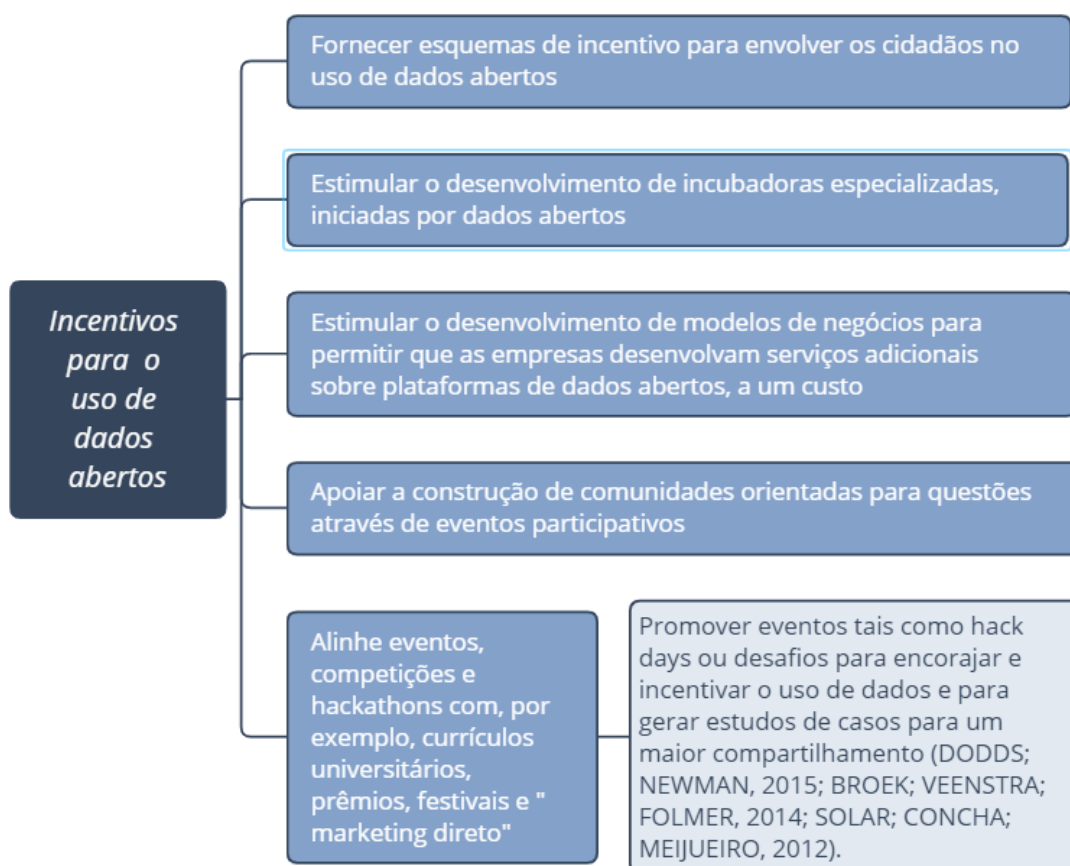 Incentivos
para o
uso de
dados
abertos
Fornecer esquemas de incentivo para envolver os cidadãos no
uso de dados abertos
Estimular o desenvolvimento de incubadoras especializadas,
iniciadas por dados abertos
Estimular o desenvolvimento de modelos de negócios para
permitir que as empresas desenvolvam serviços adicionais
sobre plataformas de dados abertos, a um custo
Apoiar a construção de comunidades orientadas para questões
através de eventos participativos
Alinhe eventos,
competições e
hackathons com, por
exemplo, currículos
universitários,
prêmios, festivais e "
marketing direto"
Promover eventos tais como hack
days ou desafios para encorajar e
incentivar o uso de dados e para
gerar estudos de casos para um
maior compartilhamento (DODDS;
NEWMAN, 2015; BROEK; VEENSTRA;
FOLMER, 2014; SOLAR; CONCHA;
MEIJUEIRO, 2012).